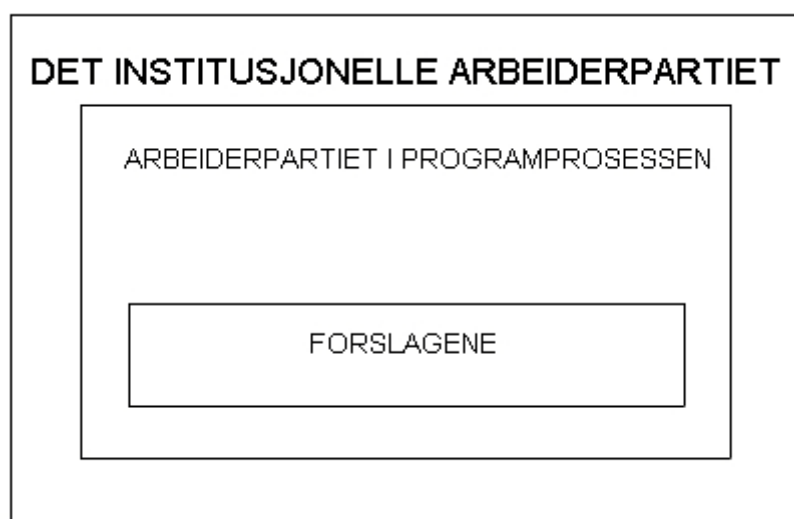 DET INSTITUSJONELLE ARBEIDERPARTIET
ARBEIDERPARTIET I PROGRAMPROSESSEN
FORSLAGENE